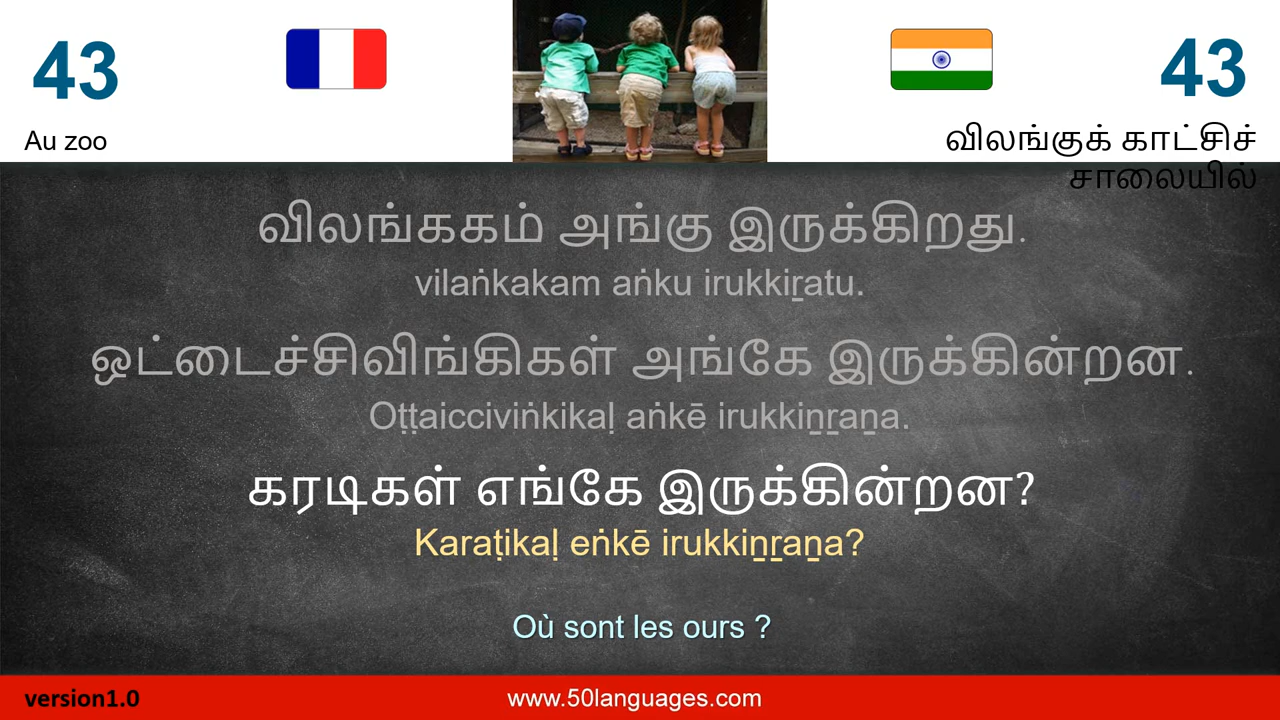 43
43
Au zoo
விலங்குக் காட்சிச்
சாலையில்
விலங்ககம் அங்கு இருக்கிறது.
vilaṅkakam aṅku irukkiṟatu.
ஒட்டைச்சிவிங்கிகள் அங்கே இருக்கின்றன.
Oṭṭaicciviṅkikaḷ aṅkē irukkiṉṟaṉa.
கரடிகள் எங்கே இருக்கின்றன?
Karaṭikaḷ eṅkē irukkiṉṟaṉa?
Où sont les ours ?
version1.0
www.50languages.com